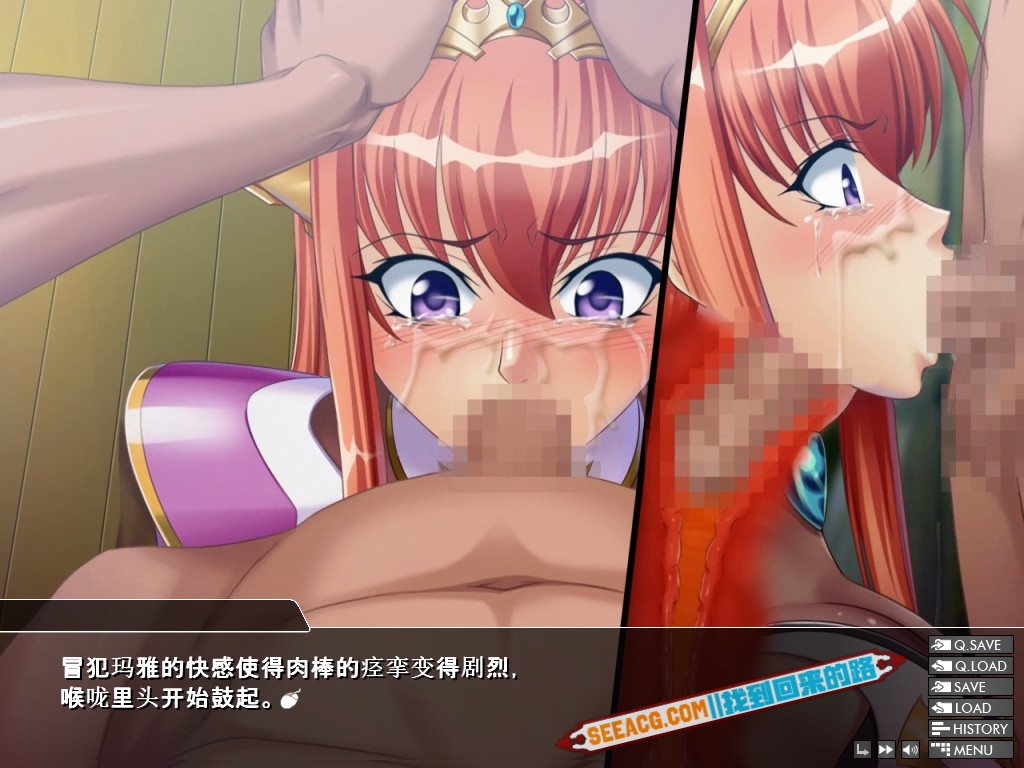 冒犯玛雅的快感使得肉棒的痉挛变得剧烈，
喉咙里头开始鼓起。
SEEACG.COM||找到回来的路
Q.SAVE
Q.LOAD
SAVE
LOAD
HISTORY
MENU